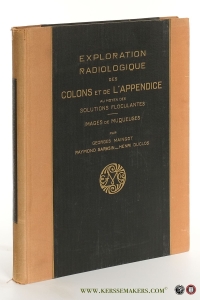 EXPLORATION
RADIOLOGIQUE
DES
COLONS ET DE L'APPENDICE
AU MOYEN DES
SOLUTIONS FLOCULANTES
IMAGES DE MUQUEUSES
PAR
GEORGES MAINGOT
RAYMOND SARASIN HENRI DUCLOS
© WWW.KERSSEMAKERS.COM